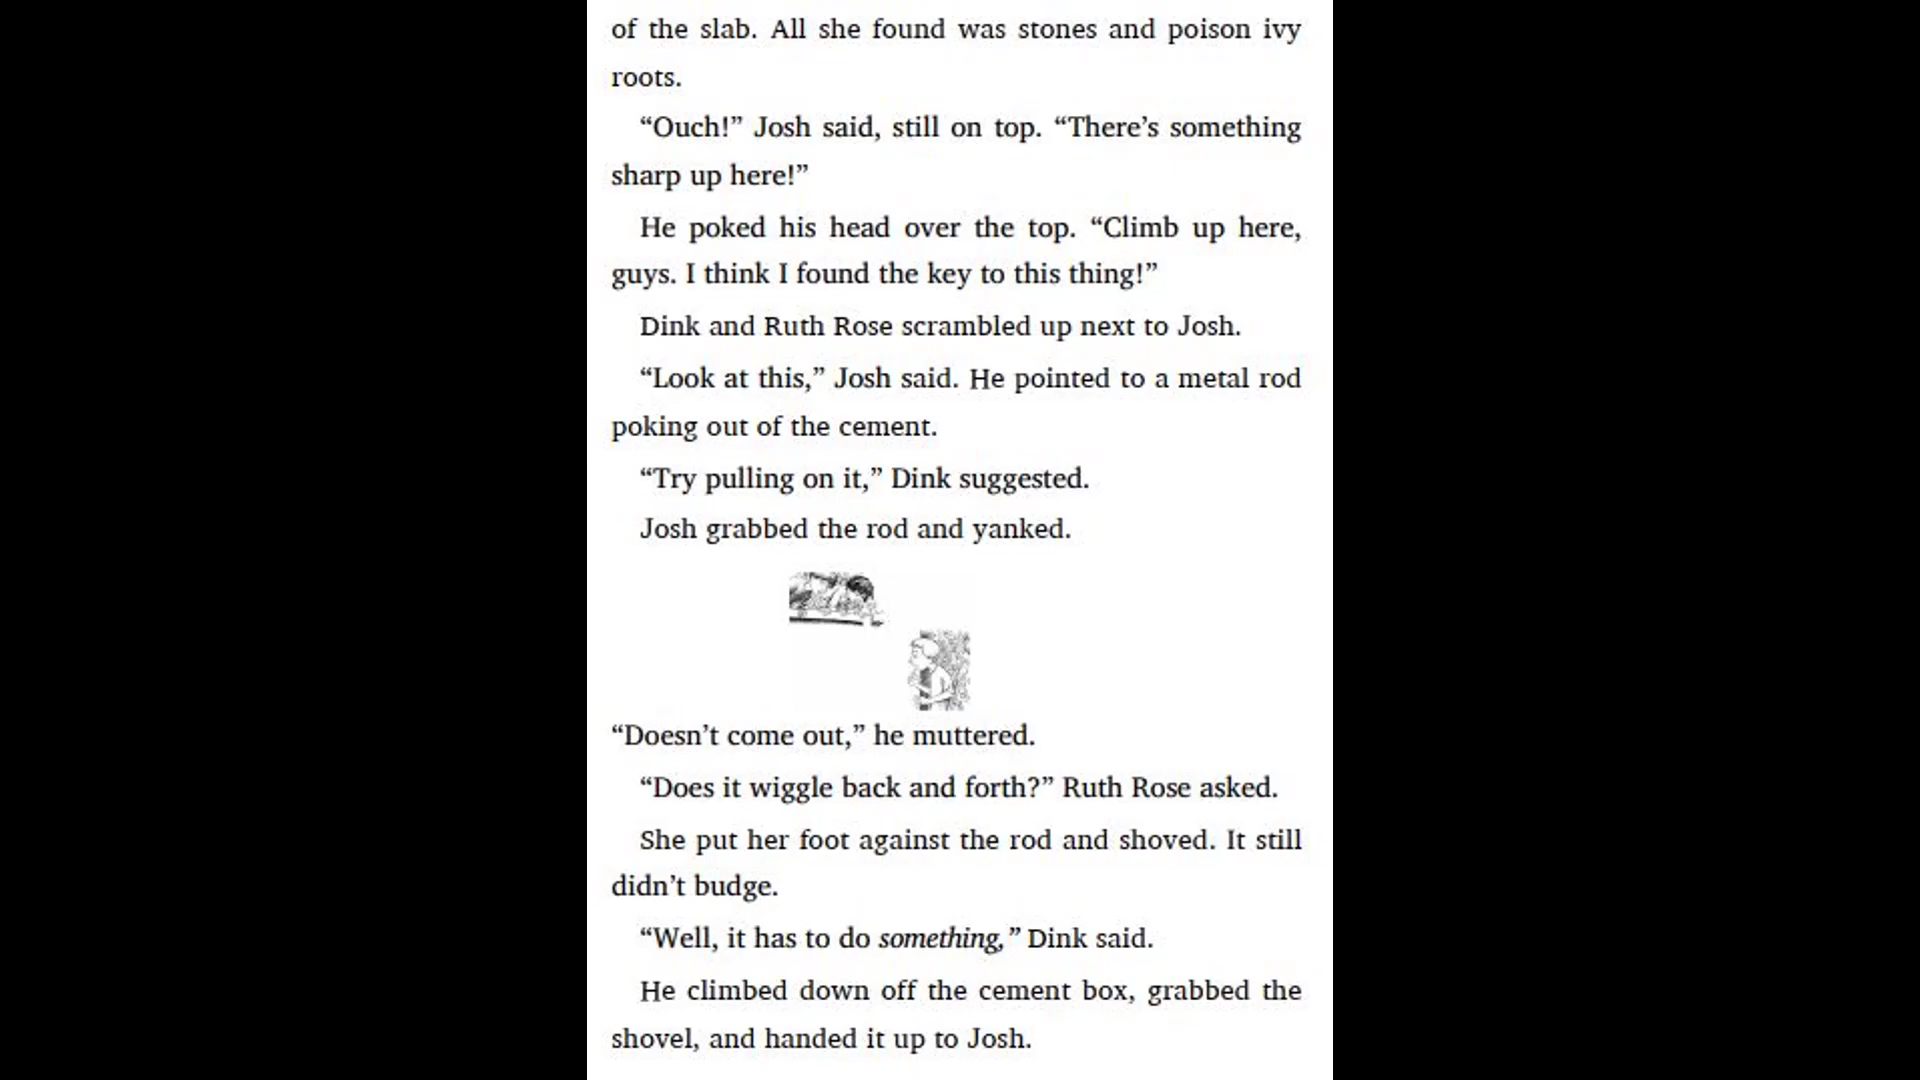 of the slab. All she found was stones and poison ivy
roots.
“Ouch!” Josh said, still on top. “There’s something
sharp up here!”
He poked his head over the top. “Climb up here,
guys. I think I found the key to this thing!”
Dink and Ruth Rose scrambled up next to Josh.
“Look at this,” Josh said. He pointed to a metal rod
poking out of the cement.
“Try pulling on it,” Dink suggested.
Josh grabbed the rod and yanked.
“Doesn’t come out,” he muttered.
“Does it wiggle back and forth?” Ruth Rose asked.
She put her foot against the rod and shoved. It still
didn’t budge.
“Well, it has to do something,” Dink said.
He climbed down off the cement box, grabbed the
shovel, and handed it up to Josh.